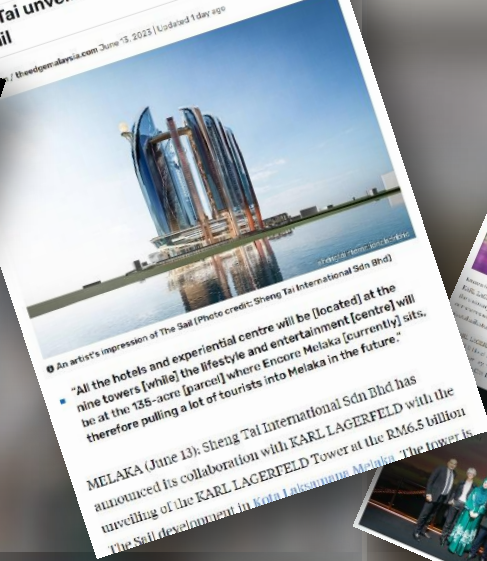 Tai unve
il
/ theedgemalaysia.com June 13, 2023 | Updated 1 day ago
An artist's impression of The Sail (Photo credit: Sheng Tai International Sdn Bhd)
"All the hotels and experiential centre will be [located] at the
nine towers [while] the lifestyle and entertainment [centre] will
be at the 135-acre [parcel] where Encore Melaka [currently] sits,
therefore pulling a lot of tourists into Melaka in the future."
MELAKA (June 13): Sheng Tai International Sdn Bhd has
announced its collaboration with KARL LAGERFELD with the
unveiling of the KARL LAGERFELD Tower at the RM6.5 billion
The Sail development in Kota Laksamana Melaka. The tower is